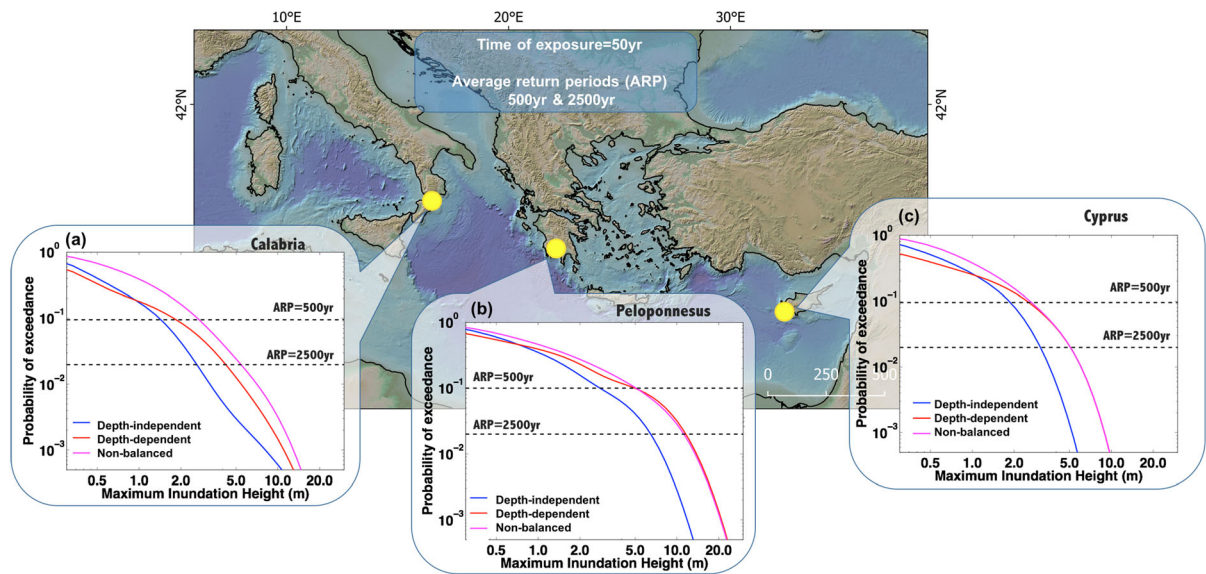 10°E 20°E 30°E
Time of exposure=50yr
Average return periods (ARP)
500yr & 2500yr
42°N
42°N
(a)
Calabria
10⁰
10⁻¹
10⁻²
10⁻³
Probability of exceedance
ARP=500yr
ARP=2500yr
Depth-independent
Depth-dependent
Non-balanced
0.5 1.0 2.0 5.0 10.0 20.0
Maximum Inundation Height (m)
(b)
Peloponnesus
10⁰
10⁻¹
10⁻²
10⁻³
Probability of exceedance
ARP=500yr
ARP=2500yr
Depth-independent
Depth-dependent
Non-balanced
0.5 1.0 2.0 5.0 10.0 20.0
Maximum Inundation Height (m)
(c)
Cyprus
10⁰
10⁻¹
10⁻²
10⁻³
Probability of exceedance
ARP=500yr
ARP=2500yr
Depth-independent
Depth-dependent
Non-balanced
0.5 1.0 2.0 5.0 10.0 20.0
Maximum Inundation Height (m)
0 250